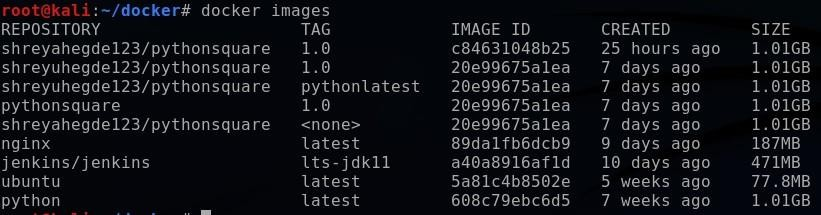 root@kali:~/docker# docker images
REPOSITORY TAG IMAGE ID CREATED SIZE
shreyahegde123/pythonsquare 1.0 c84631048b25 25 hours ago 1.01GB
shreyahegde123/pythonsquare 1.0 20e99675a1ea 7 days ago 1.01GB
shreyahegde123/pythonsquare pythonlatest 20e99675a1ea 7 days ago 1.01GB
pythonsquare 1.0 20e99675a1ea 7 days ago 1.01GB
shreyahegde123/pythonsquare <none> 20e99675a1ea 7 days ago 1.01GB
nginx latest 89da1fb6dcb9 9 days ago 187MB
jenkins/jenkins lts-jdk11 a40a8916af1d 10 days ago 471MB
ubuntu latest 5a81c4b8502e 5 weeks ago 77.8MB
python latest 608c79ebc6d5 7 weeks ago 1.01GB